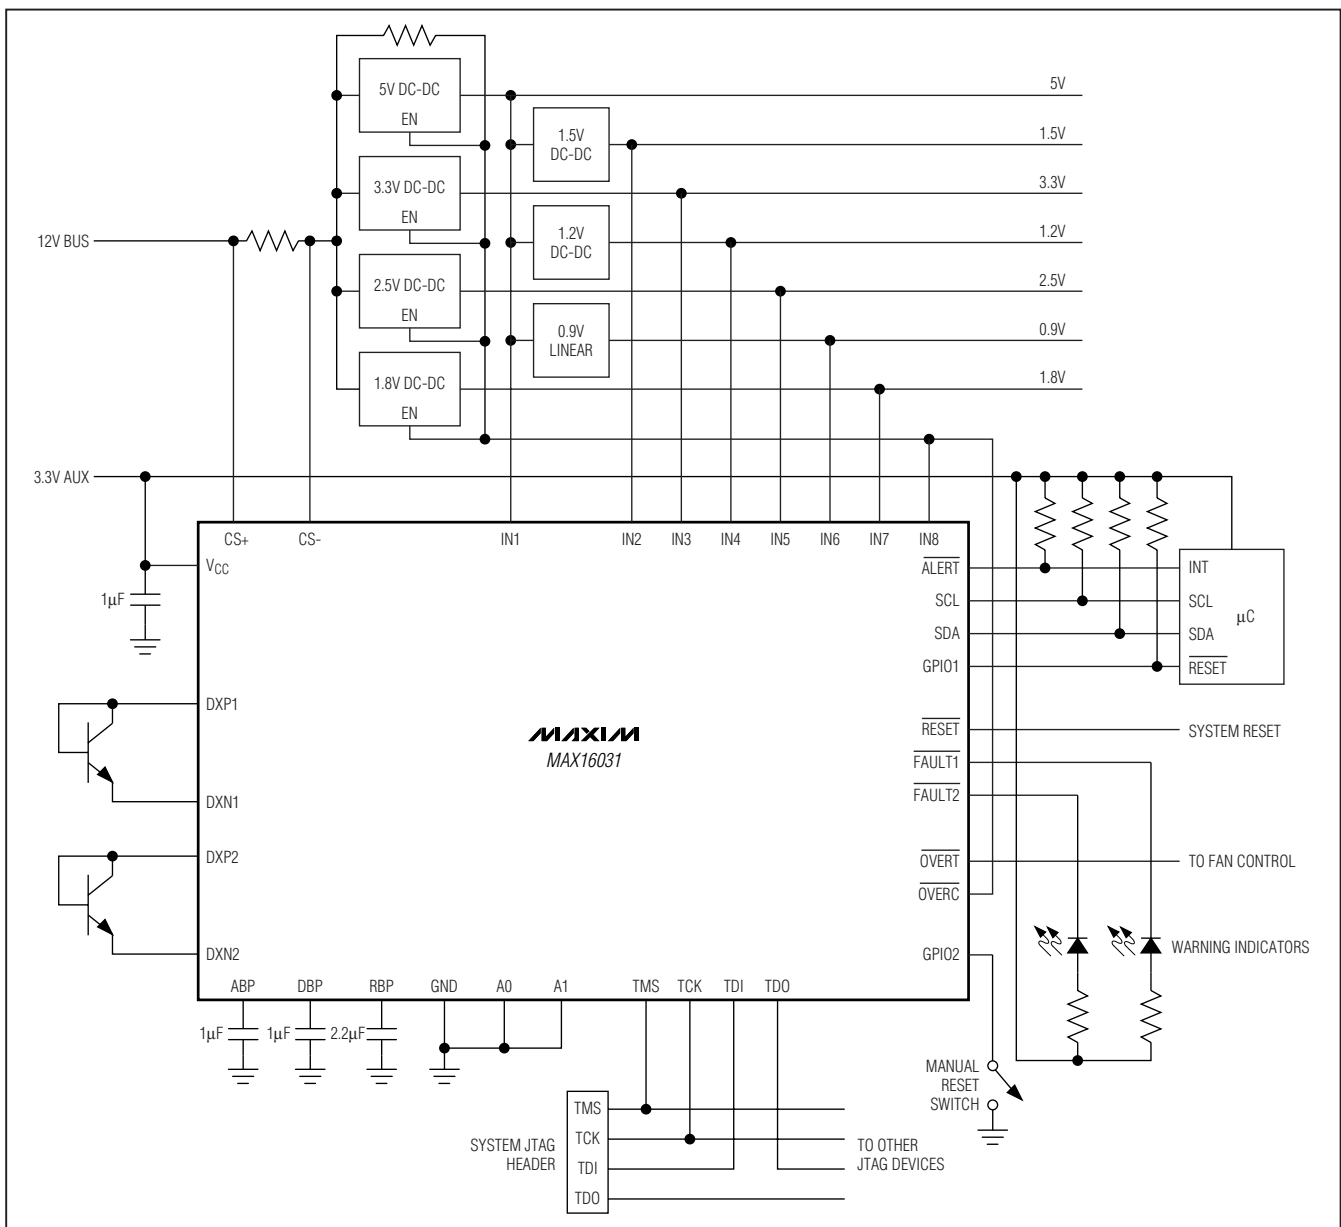 5V DC-DC
EN
5V
1.5V
DC-DC
1.5V
3.3V DC-DC
EN
3.3V
12V BUS
1.2V
DC-DC
1.2V
2.5V DC-DC
EN
2.5V
0.9V
LINEAR
0.9V
1.8V DC-DC
EN
1.8V
3.3V AUX
CS+
CS-
IN1
IN2
IN3
IN4
IN5
IN6
IN7
IN8
VCC
1µF
ALERT
SCL
SDA
GPIO1
INT
SCL
SDA
RESET
µC
DXP1
DXN1
DXP2
DXN2
MAXIM
MAX16031
RESET
SYSTEM RESET
FAULT1
FAULT2
OVERT
TO FAN CONTROL
OVERC
GPIO2
WARNING INDICATORS
ABP
DBP
RBP
GND
A0
A1
TMS
TCK
TDI
TDO
1µF
1µF
2.2µF
MANUAL
RESET
SWITCH
SYSTEM JTAG
HEADER
TMS
TCK
TDI
TDO
TO OTHER
JTAG DEVICES